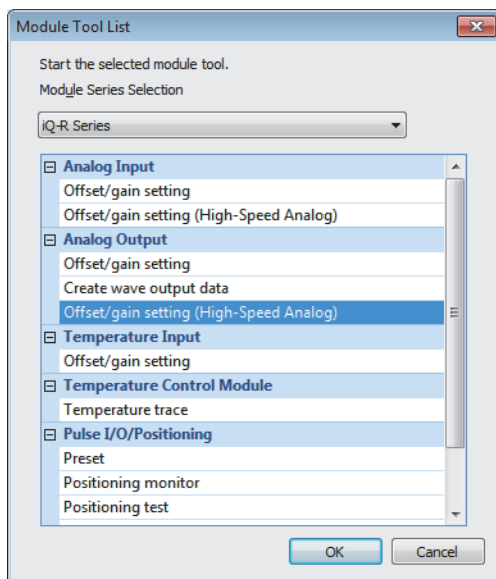 Module Tool List
Start the selected module tool.
Module Series Selection
iQ-R Series
Analog Input
Offset/gain setting
Offset/gain setting (High-Speed Analog)
Analog Output
Offset/gain setting
Create wave output data
Offset/gain setting (High-Speed Analog)
Temperature Input
Offset/gain setting
Temperature Control Module
Temperature trace
Pulse I/O/Positioning
Preset
Positioning monitor
Positioning test
OK
Cancel